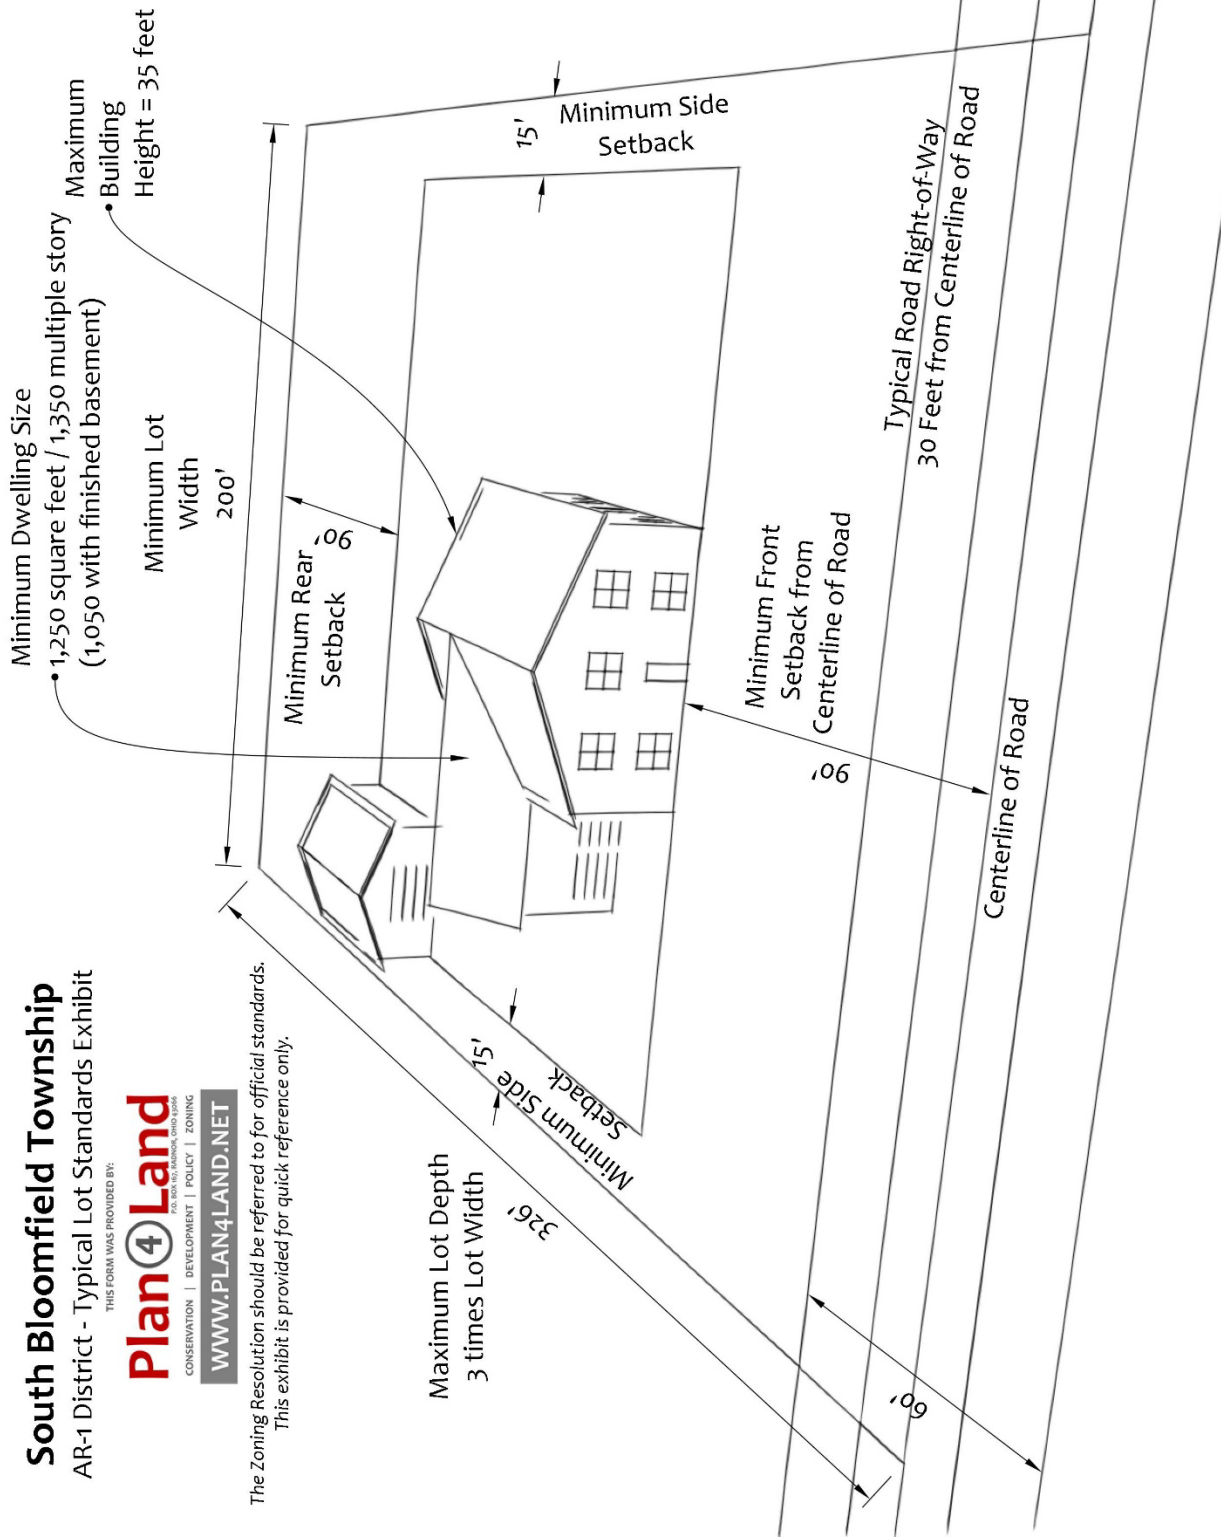 South Bloomfield Township
AR-1 District - Typical Lot Standards Exhibit
THIS FORM WAS PROVIDED BY:
Plan4Land
P.O. BOX 167, RADNOR, OHIO 43066
CONSERVATION | DEVELOPMENT | POLICY | ZONING
WWW.PLAN4LAND.NET
The Zoning Resolution should be referred to for official standards.
This exhibit is provided for quick reference only.
Minimum Dwelling Size
• 1,250 square feet / 1,350 multiple story
(1,050 with finished basement)
Maximum
• Building
Height = 35 feet
Minimum Lot
Width
200'
Minimum Rear
Setback
90'
15'
Minimum Side
Setback
15'
Minimum Side
Setback
Maximum Lot Depth
3 times Lot Width
326'
Minimum Front
Setback from
Centerline of Road
90'
Typical Road Right-of-Way
30 Feet from Centerline of Road
Centerline of Road
60'